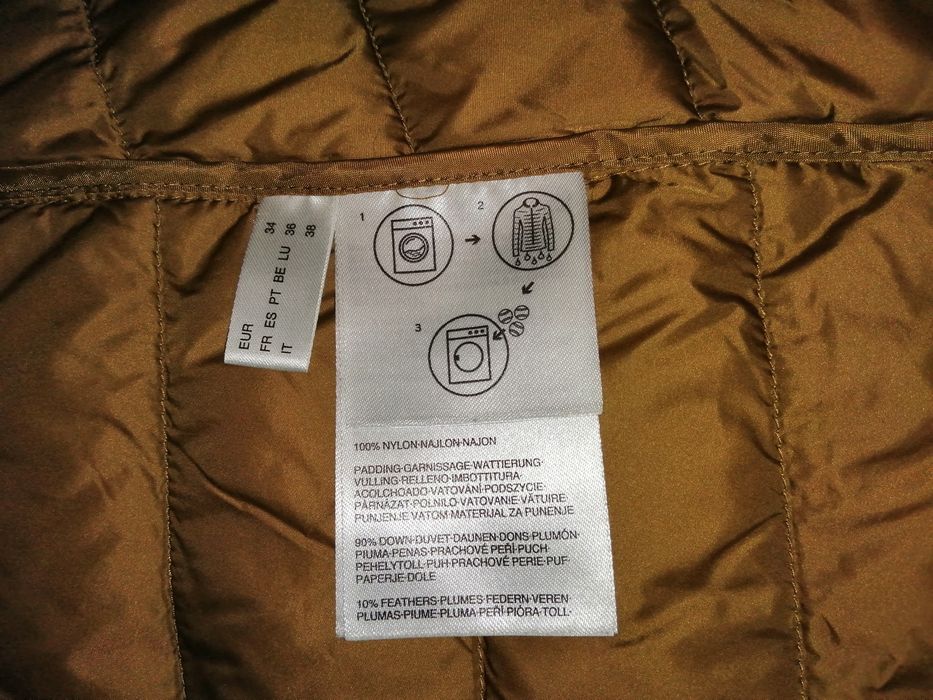 EUR 34
FR ES PT BE LU 36
IT 38
1
2
3
100% NYLON·NAJLON·NAJON
PADDING·GARNISSAGE·WATTIERUNG·
VULLING·RELLENO·IMBOTTITURA·
ACOLCHOADO·VATOVÁNÍ·PODSZYCIE·
PÁRNÁZAT·POLNILO·VATOVANIE·VĂTUIRE·
PUNJENJE VATOM·MATERIJAL ZA PUNJENJE
90% DOWN·DUVET·DAUNEN·DONS·PLUMÓN·
PIUMA·PENAS·PRACHOVÉ PEŘÍ·PUCH·
PEHELYTOLL·PUH·PRACHOVÉ PERIE·PUF·
PAPERJE·DOLE
10% FEATHERS·PLUMES·FEDERN·VEREN·
PLUMAS·PIUME·PLUMA·PEŘÍ·PIÓRA·TOLL·